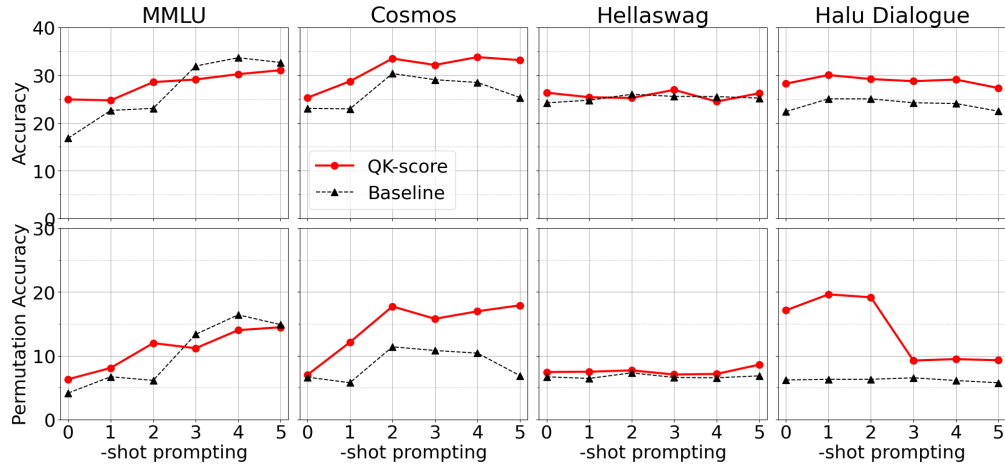 MMLU
Cosmos
Hellaswag
Halu Dialogue
Accuracy
40
30
20
10
0
QK-score
Baseline
Permutation Accuracy
30
20
10
0
0 1 2 3 4 5
0 1 2 3 4 5
0 1 2 3 4 5
0 1 2 3 4 5
-shot prompting
-shot prompting
-shot prompting
-shot prompting